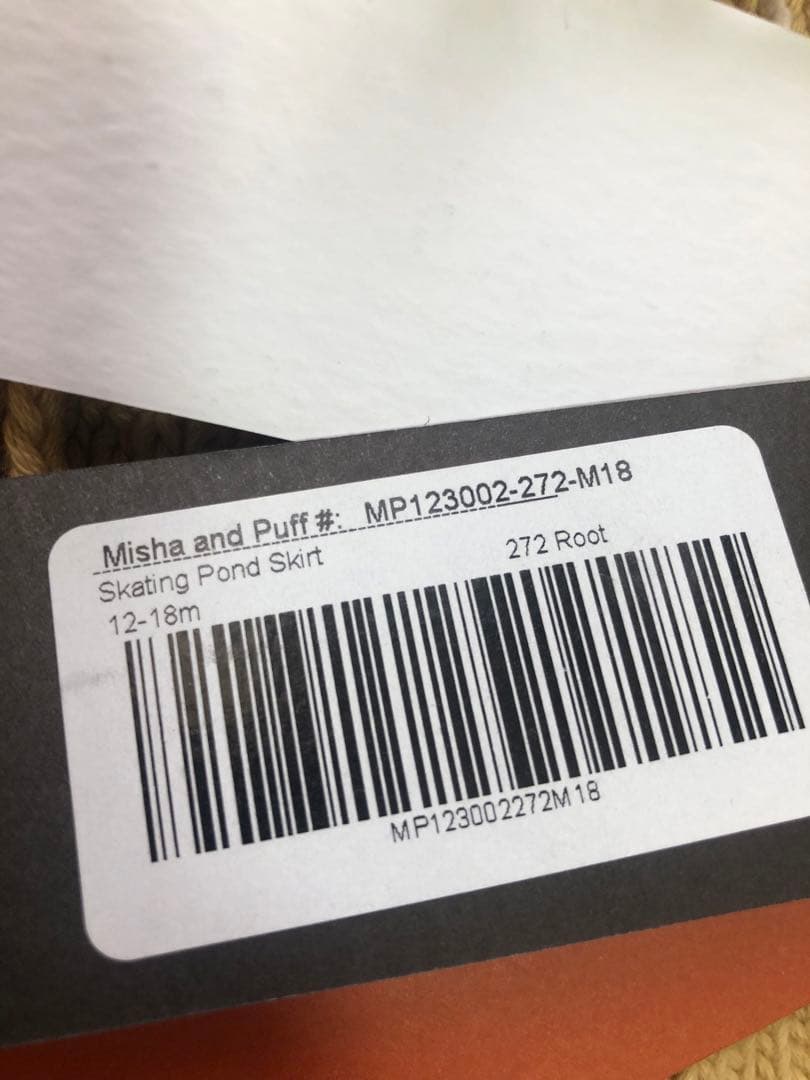 Misha and Puff #: MP123002-272-M18
Skating Pond Skirt 272 Root
12-18m
MP123002272M18